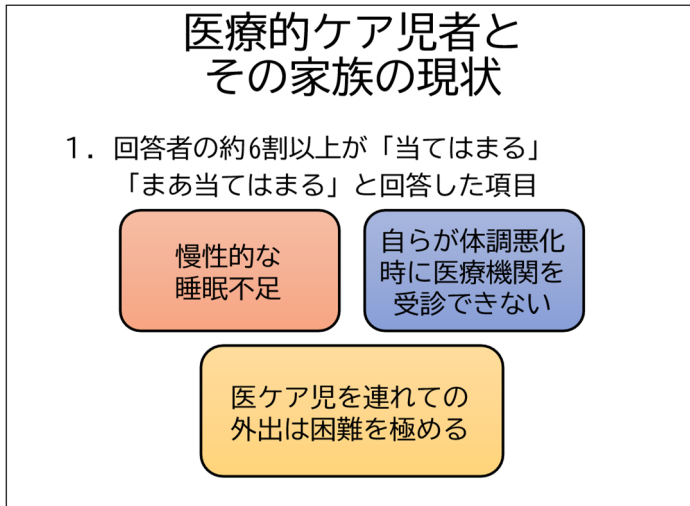 医療的ケア児者と
その家族の現状
１．回答者の約6割以上が「当てはまる」
「まあ当てはまる」と回答した項目
慢性的な
睡眠不足
自らが体調悪化
時に医療機関を
受診できない
医ケア児を連れての
外出は困難を極める